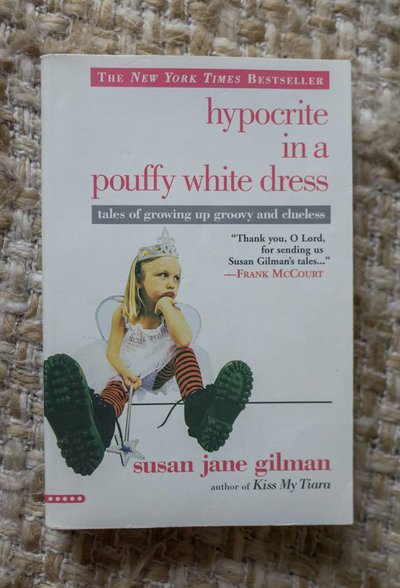 THE NEW YORK TIMES BESTSELLER
hypocrite
in a
pouffy white dress
tales of growing up groovy and clueless
“Thank you, O Lord,
for sending us
Susan Gilman’s tales...”
—FRANK MCCOURT
susan jane gilman
author of Kiss My Tiara